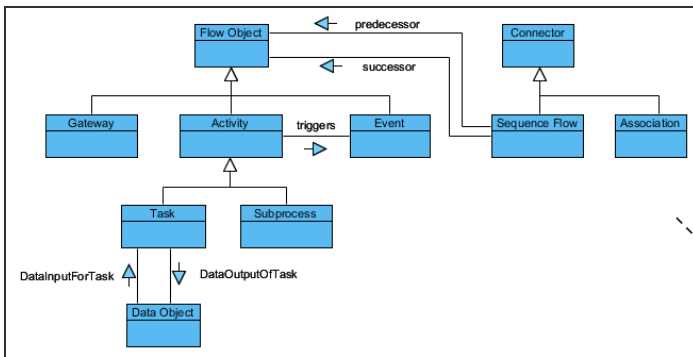 predecessor
Flow Object
Connector
successor
Gateway
Activity
triggers
Event
Sequence Flow
Association
Task
Subprocess
DataInputForTask
DataOutputOfTask
Data Object